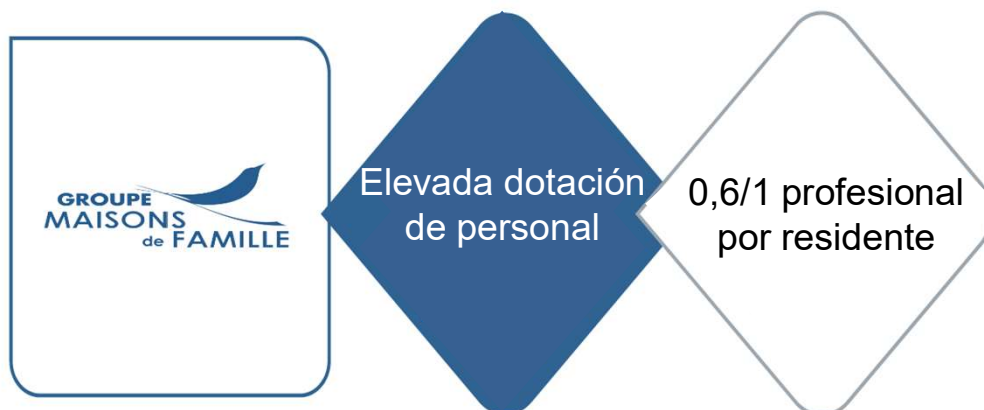 GROUPE
MAISONS
de FAMILLE
Elevada dotación
de personal
0,6/1 profesional
por residente